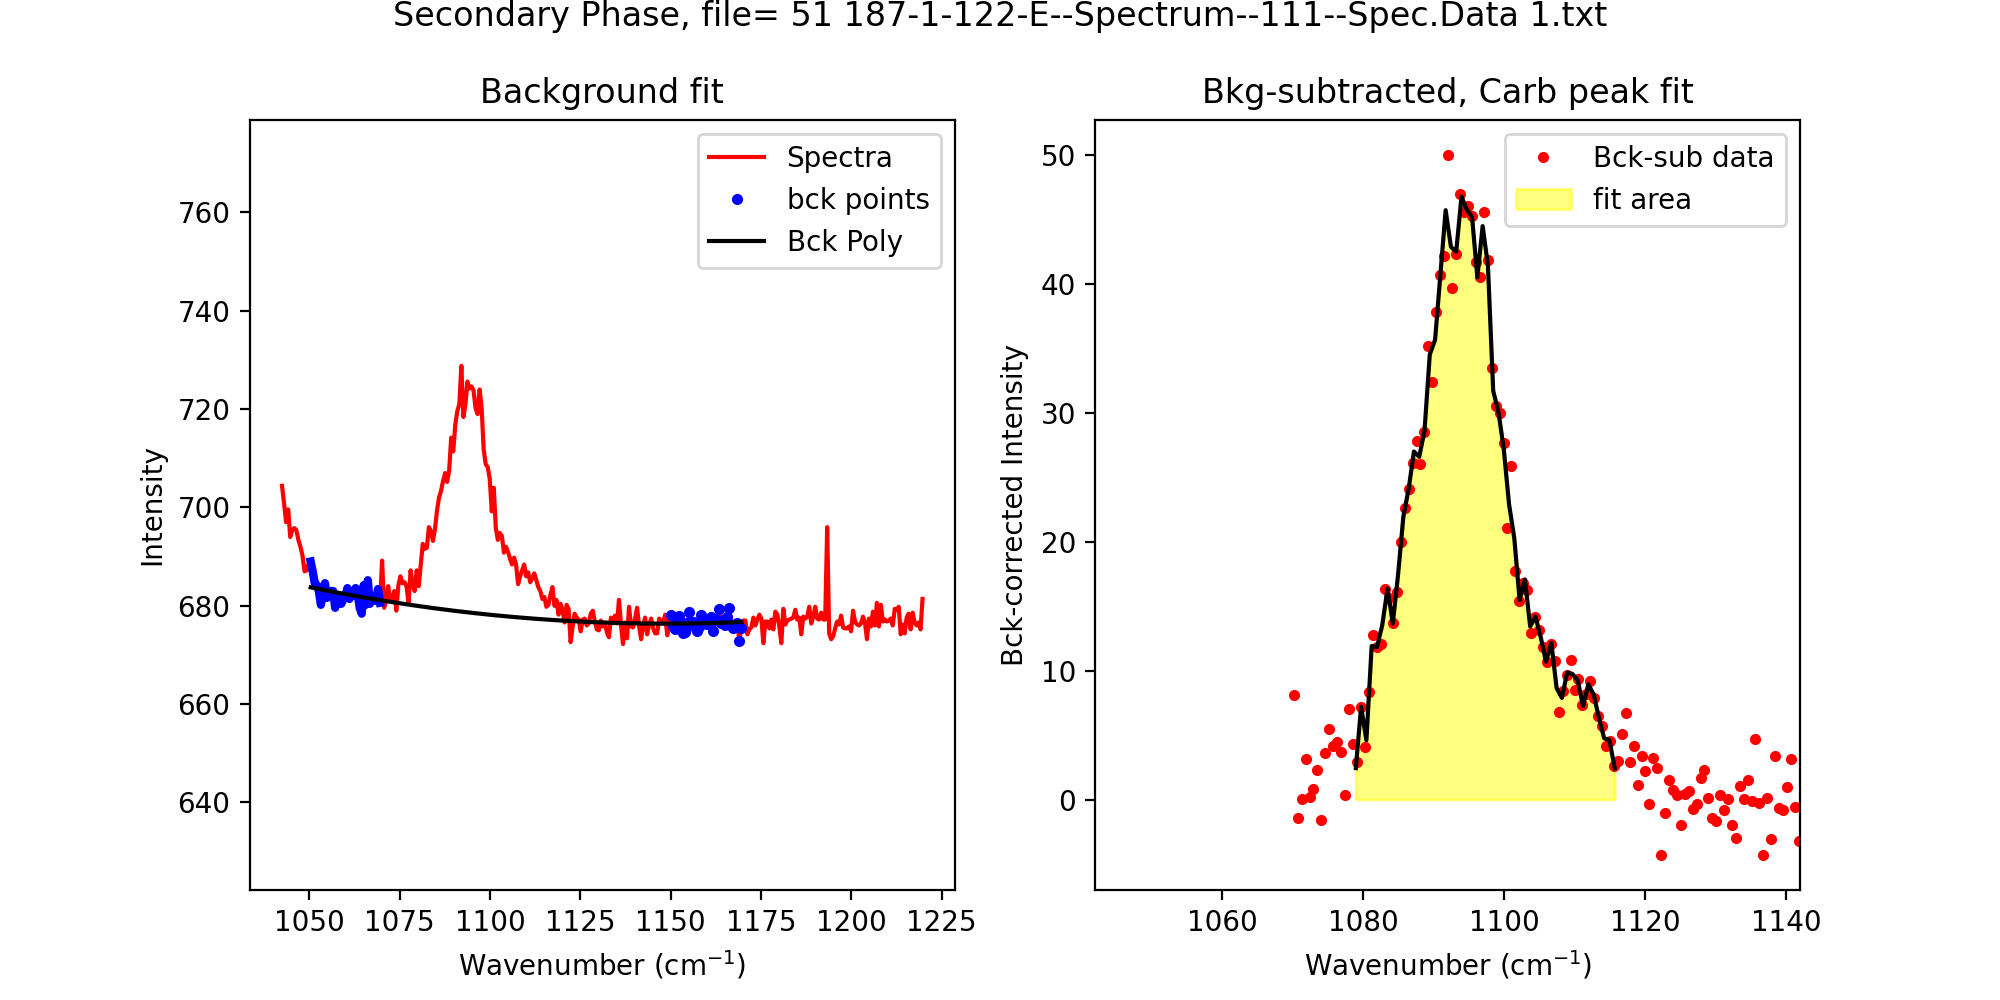 Secondary Phase, file= 51 187-1-122-E--Spectrum--111--Spec.Data 1.txt
Background fit
Spectra
bck points
Bck Poly
760
740
720
700
680
660
640
Intensity
1050 1075 1100 1125 1150 1175 1200 1225
Wavenumber (cm⁻¹)
Bkg-subtracted, Carb peak fit
Bck-sub data
fit area
50
40
30
20
10
0
Bck-corrected Intensity
1060 1080 1100 1120 1140
Wavenumber (cm⁻¹)